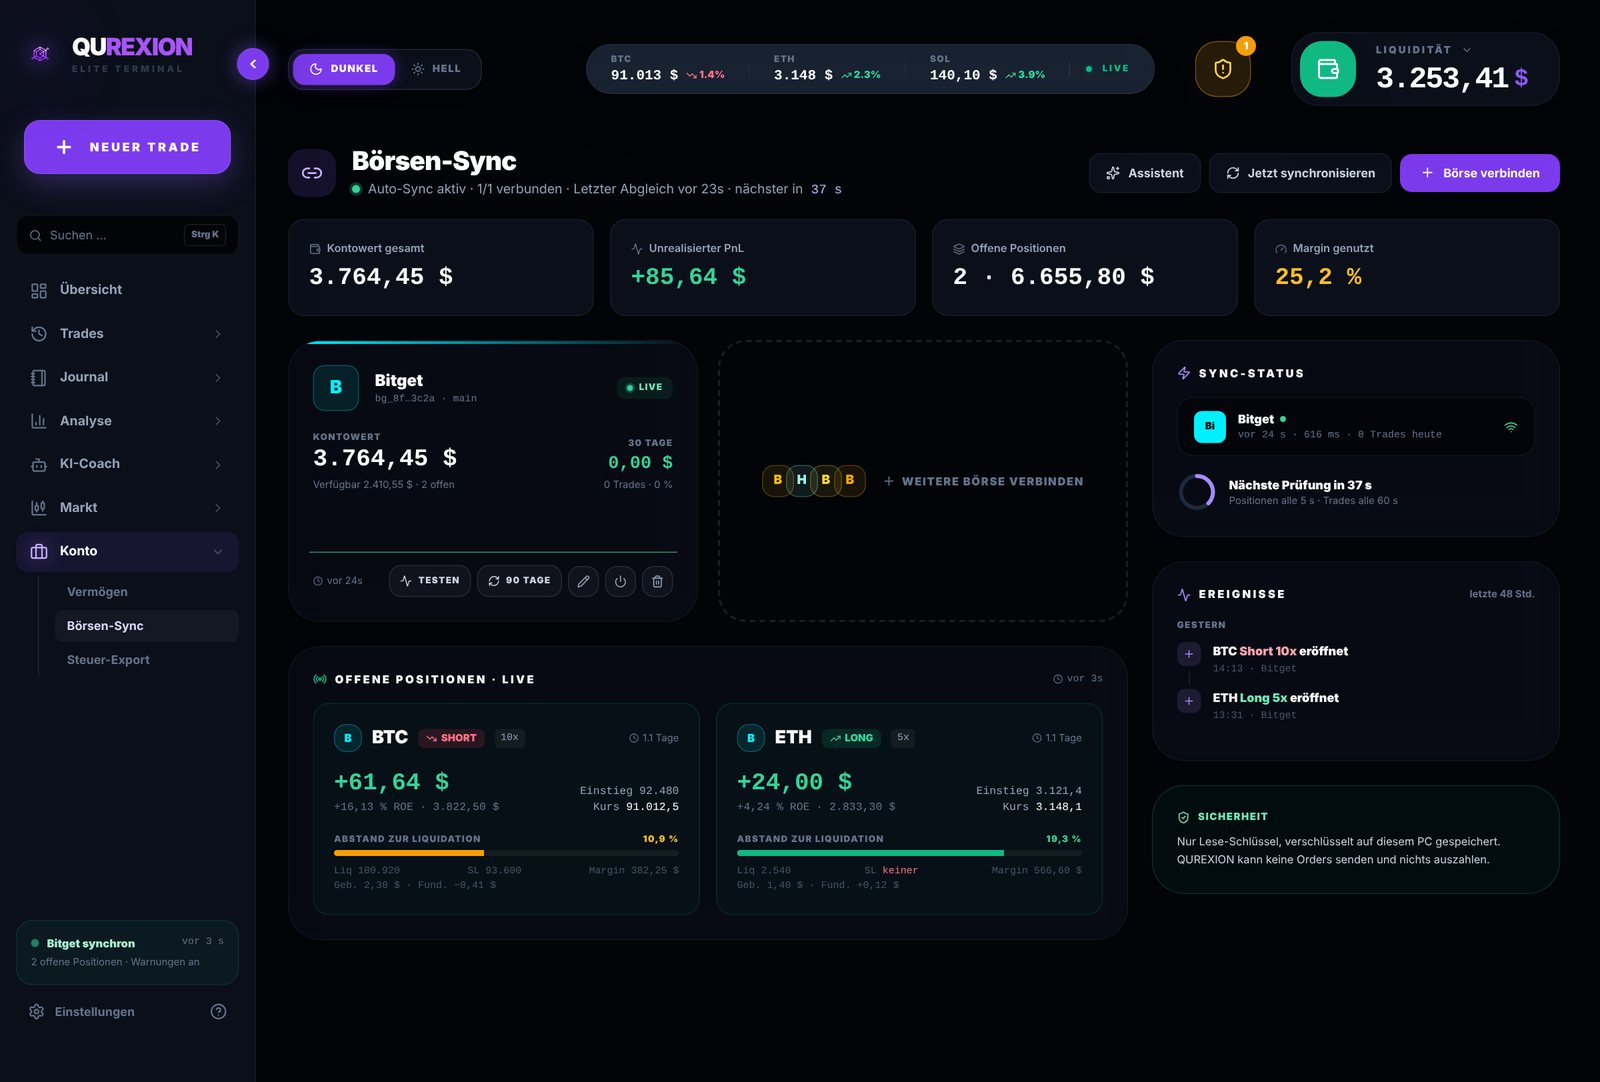 QUREXION
ELITE TERMINAL
NEUER TRADE
Suchen ...
Strg K
Übersicht
Trades
Journal
Analyse
KI-Coach
Markt
Konto
Vermögen
Börsen-Sync
Steuer-Export
Bitget synchron
vor 3 s
2 offene Positionen · Warnungen an
Einstellungen
DUNKEL
HELL
BTC
91.013 $ 1.4%
ETH
3.148 $ 2.3%
SOL
140,10 $ 3.9%
LIVE
1
LIQUIDITÄT
3.253,41 $
Börsen-Sync
Auto-Sync aktiv · 1/1 verbunden · Letzter Abgleich vor 23s · nächster in 37 s
Assistent
Jetzt synchronisieren
Börse verbinden
Kontowert gesamt
3.764,45 $
Unrealisierter PnL
+85,64 $
Offene Positionen
2 · 6.655,80 $
Margin genutzt
25,2 %
B
Bitget
bg_8f…3c2a · main
LIVE
KONTOWERT
3.764,45 $
Verfügbar 2.410,55 $ · 2 offen
30 TAGE
0,00 $
0 Trades · 0 %
vor 24s
TESTEN
90 TAGE
B H B B
WEITERE BÖRSE VERBINDEN
SYNC-STATUS
Bi
Bitget
vor 24 s · 616 ms · 0 Trades heute
Nächste Prüfung in 37 s
Positionen alle 5 s · Trades alle 60 s
EREIGNISSE
letzte 48 Std.
GESTERN
BTC Short 10x eröffnet
14:13 · Bitget
ETH Long 5x eröffnet
13:31 · Bitget
SICHERHEIT
Nur Lese-Schlüssel, verschlüsselt auf diesem PC gespeichert.
QUREXION kann keine Orders senden und nichts auszahlen.
OFFENE POSITIONEN · LIVE
vor 3s
B
BTC
SHORT
10x
1.1 Tage
+61,64 $
+16,13 % ROE · 3.822,50 $
Einstieg 92.480
Kurs 91.012,5
ABSTAND ZUR LIQUIDATION
10,9 %
Liq 100.920
SL 93.600
Margin 382,25 $
Geb. 2,30 $ · Fund. −0,41 $
B
ETH
LONG
5x
1.1 Tage
+24,00 $
+4,24 % ROE · 2.833,30 $
Einstieg 3.121,4
Kurs 3.148,1
ABSTAND ZUR LIQUIDATION
19,3 %
Liq 2.540
SL keiner
Margin 566,60 $
Geb. 1,40 $ · Fund. +0,12 $